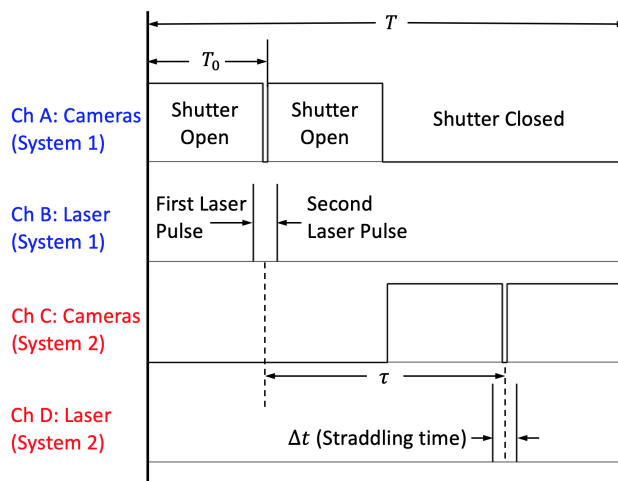 T
T₀
Ch A: Cameras
(System 1)
Shutter
Open
Shutter
Open
Shutter Closed
Ch B: Laser
(System 1)
First Laser
Pulse
Second
Laser Pulse
Ch C: Cameras
(System 2)
τ
Ch D: Laser
(System 2)
Δt (Straddling time)